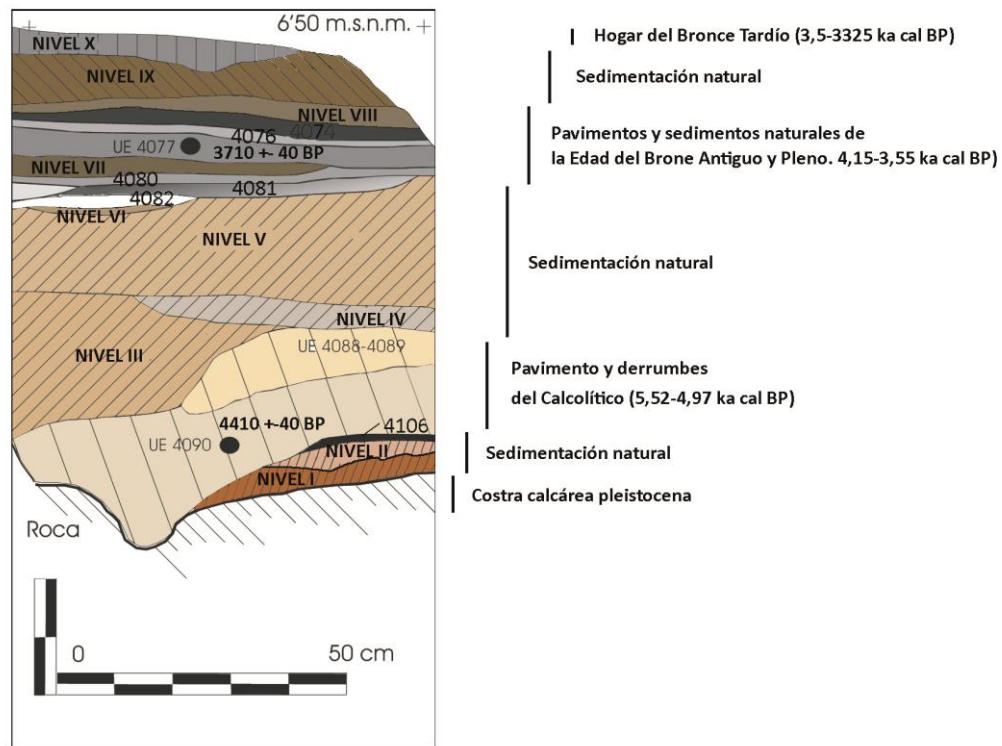 6'50 m.s.n.m.
NIVEL X
NIVEL IX
NIVEL VIII
4076
4074
UE 4077
3710 +- 40 BP
NIVEL VII
4080
4081
4082
NIVEL VI
NIVEL V
NIVEL IV
NIVEL III
UE 4088-4089
4410 +-40 BP
4106
UE 4090
NIVEL II
NIVEL I
Roca
0
50 cm
Hogar del Bronce Tardío (3,5-3325 ka cal BP)
Sedimentación natural
Pavimentos y sedimentos naturales de
la Edad del Brone Antiguo y Pleno. 4,15-3,55 ka cal BP)
Sedimentación natural
Pavimento y derrumbes
del Calcolítico (5,52-4,97 ka cal BP)
Sedimentación natural
Costra calcárea pleistocena